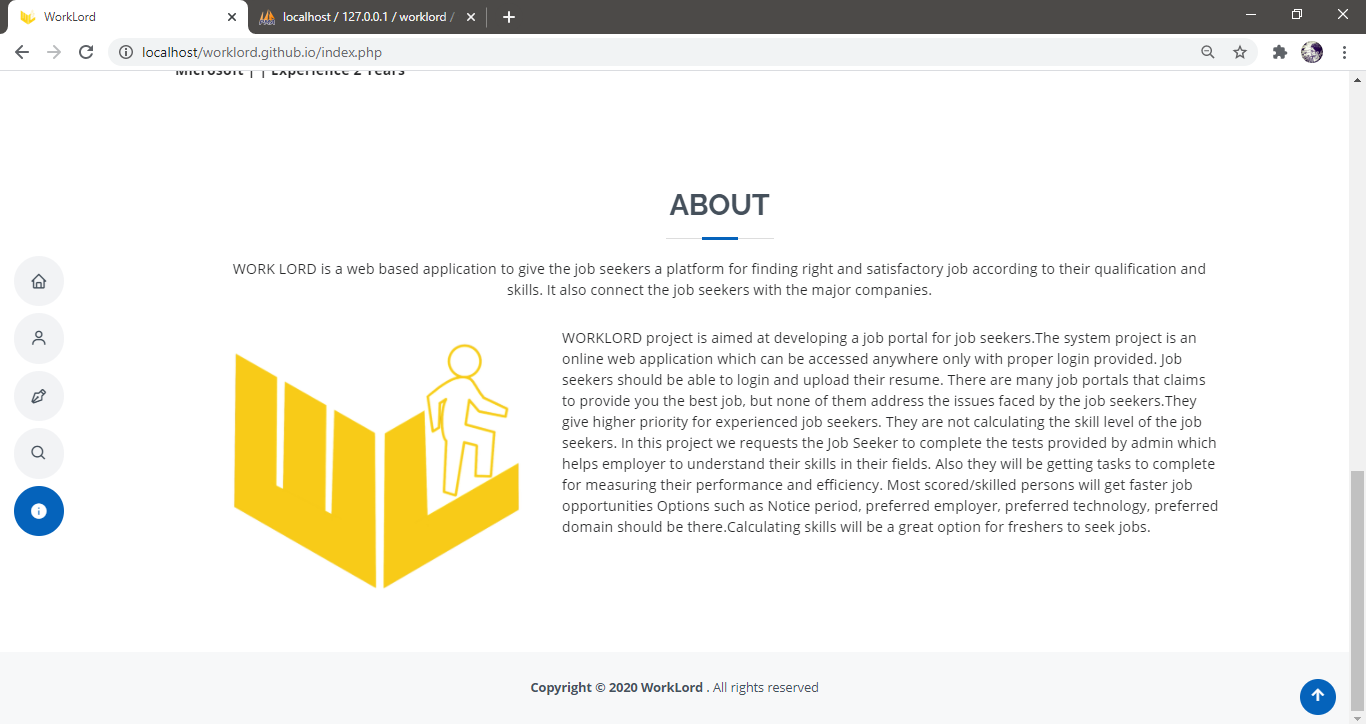 WorkLord
localhost / 127.0.0.1 / worklord /
localhost/worklord.github.io/index.php
Microsoft | | Experience 2 Years
ABOUT
WORK LORD is a web based application to give the job seekers a platform for finding right and satisfactory job according to their qualification and
skills. It also connect the job seekers with the major companies.
WORKLORD project is aimed at developing a job portal for job seekers.The system project is an
online web application which can be accessed anywhere only with proper login provided. Job
seekers should be able to login and upload their resume. There are many job portals that claims
to provide you the best job, but none of them address the issues faced by the job seekers.They
give higher priority for experienced job seekers. They are not calculating the skill level of the job
seekers. In this project we requests the Job Seeker to complete the tests provided by admin which
helps employer to understand their skills in their fields. Also they will be getting tasks to complete
for measuring their performance and efficiency. Most scored/skilled persons will get faster job
opportunities Options such as Notice period, preferred employer, preferred technology, preferred
domain should be there.Calculating skills will be a great option for freshers to seek jobs.
Copyright © 2020 WorkLord . All rights reserved